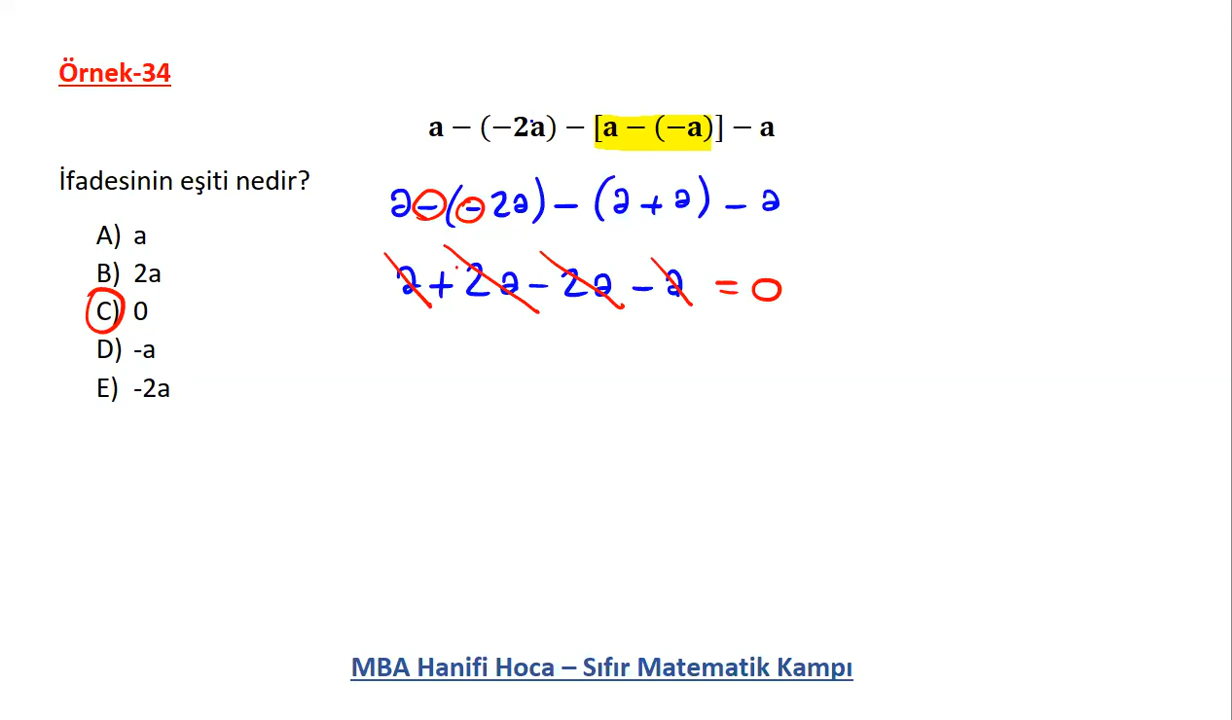 Örnek-34
a − (−2a) − [a − (−a)] − a
İfadesinin eşiti nedir?
a − (−2a) − (a + a) − a
A) a
B) 2a
a + 2a − 2a − a = 0
C) 0
D) -a
E) -2a
MBA Hanifi Hoca – Sıfır Matematik Kampı